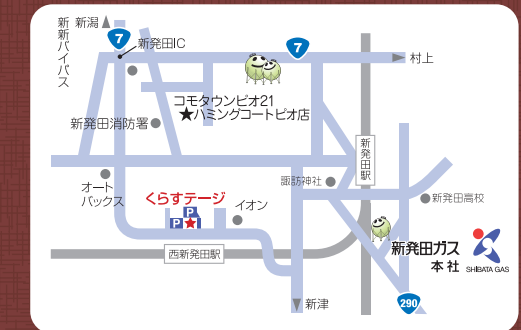 新新バイパス
新潟
7
新発田IC
7
村上
コモタウンピオ21
★ハミングコートピオ店
新発田消防署
新発田駅
諏訪神社
オート
バックス
くらすテージ
P
P
イオン
新発田高校
西新発田駅
新発田ガス
本社
SHIBATA GAS
新津
290